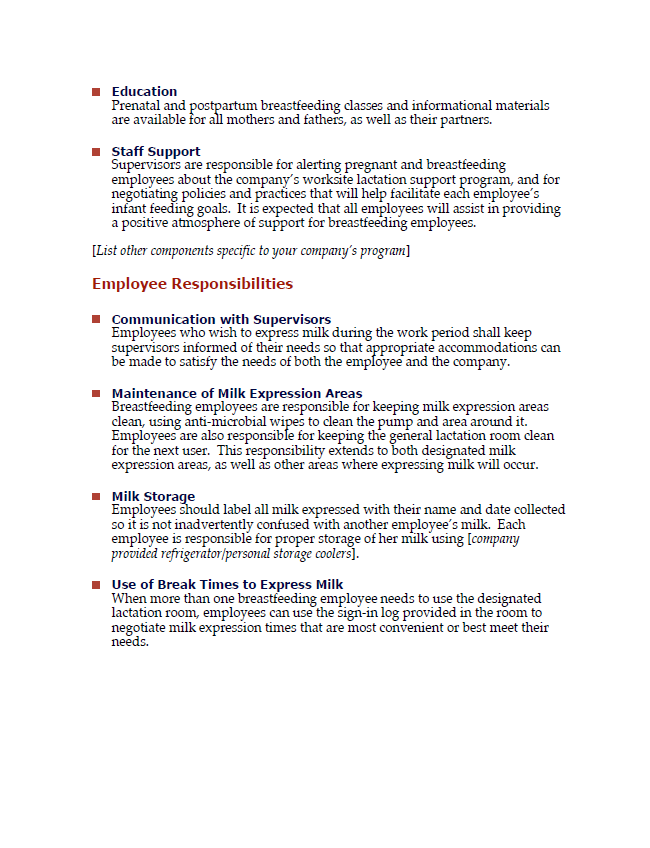 Education
Prenatal and postpartum breastfeeding classes and informational materials
are available for all mothers and fathers, as well as their partners.
Staff Support
Supervisors are responsible for alerting pregnant and breastfeeding
employees about the company's worksite lactation support program, and for
negotiating policies and practices that will help facilitate each employee's
infant feeding goals.  It is expected that all employees will assist in providing
a positive atmosphere of support for breastfeeding employees.
[List other components specific to your company's program]
Employee Responsibilities
Communication with Supervisors
Employees who wish to express milk during the work period shall keep
supervisors informed of their needs so that appropriate accommodations can
be made to satisfy the needs of both the employee and the company.
Maintenance of Milk Expression Areas
Breastfeeding employees are responsible for keeping milk expression areas
clean, using anti-microbial wipes to clean the pump and area around it.
Employees are also responsible for keeping the general lactation room clean
for the next user.  This responsibility extends to both designated milk
expression areas, as well as other areas where expressing milk will occur.
Milk Storage
Employees should label all milk expressed with their name and date collected
so it is not inadvertently confused with another employee's milk.  Each
employee is responsible for proper storage of her milk using [company
provided refrigerator/personal storage coolers].
Use of Break Times to Express Milk
When more than one breastfeeding employee needs to use the designated
lactation room, employees can use the sign-in log provided in the room to
negotiate milk expression times that are most convenient or best meet their
needs.